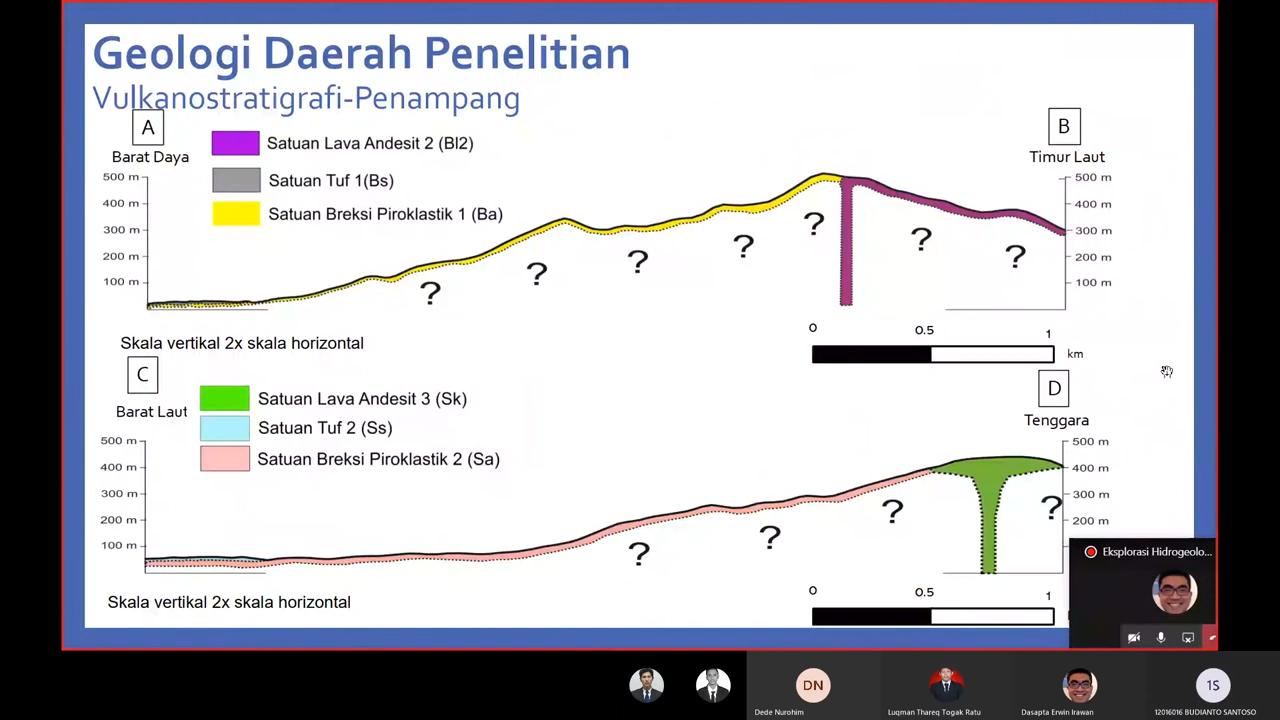 Geologi Daerah Penelitian
Vulkanostratigrafi-Penampang
A
B
Barat Daya
Timur Laut
Satuan Lava Andesit 2 (Bl2)
Satuan Tuf 1(Bs)
Satuan Breksi Piroklastik 1 (Ba)
500 m
400 m
300 m
200 m
100 m
500 m
400 m
300 m
200 m
100 m
? ? ? ? ? ? ?
Skala vertikal 2x skala horizontal
0 0.5 1
km
C
D
Barat Laut
Tenggara
Satuan Lava Andesit 3 (Sk)
Satuan Tuf 2 (Ss)
Satuan Breksi Piroklastik 2 (Sa)
500 m
400 m
300 m
200 m
100 m
500 m
400 m
300 m
200 m
? ? ? ?
Skala vertikal 2x skala horizontal
0 0.5 1
Eksplorasi Hidrogeolo...
DN
1S
Dede Nurohim
Luqman Thareq Togak Ratu
Dasapta Erwin Irawan
12016016 BUDIANTO SANTOSO